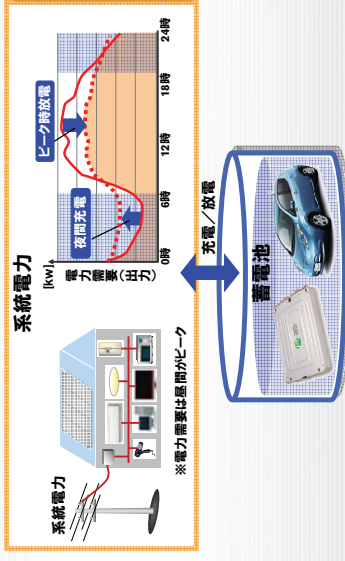 系統電力
系統電力
※電力需要は昼間がピーク
[kw]
電力需要（出力）
夜間充電
ピーク時放電
0時
6時
12時
18時
24時
充電／放電
蓄電池